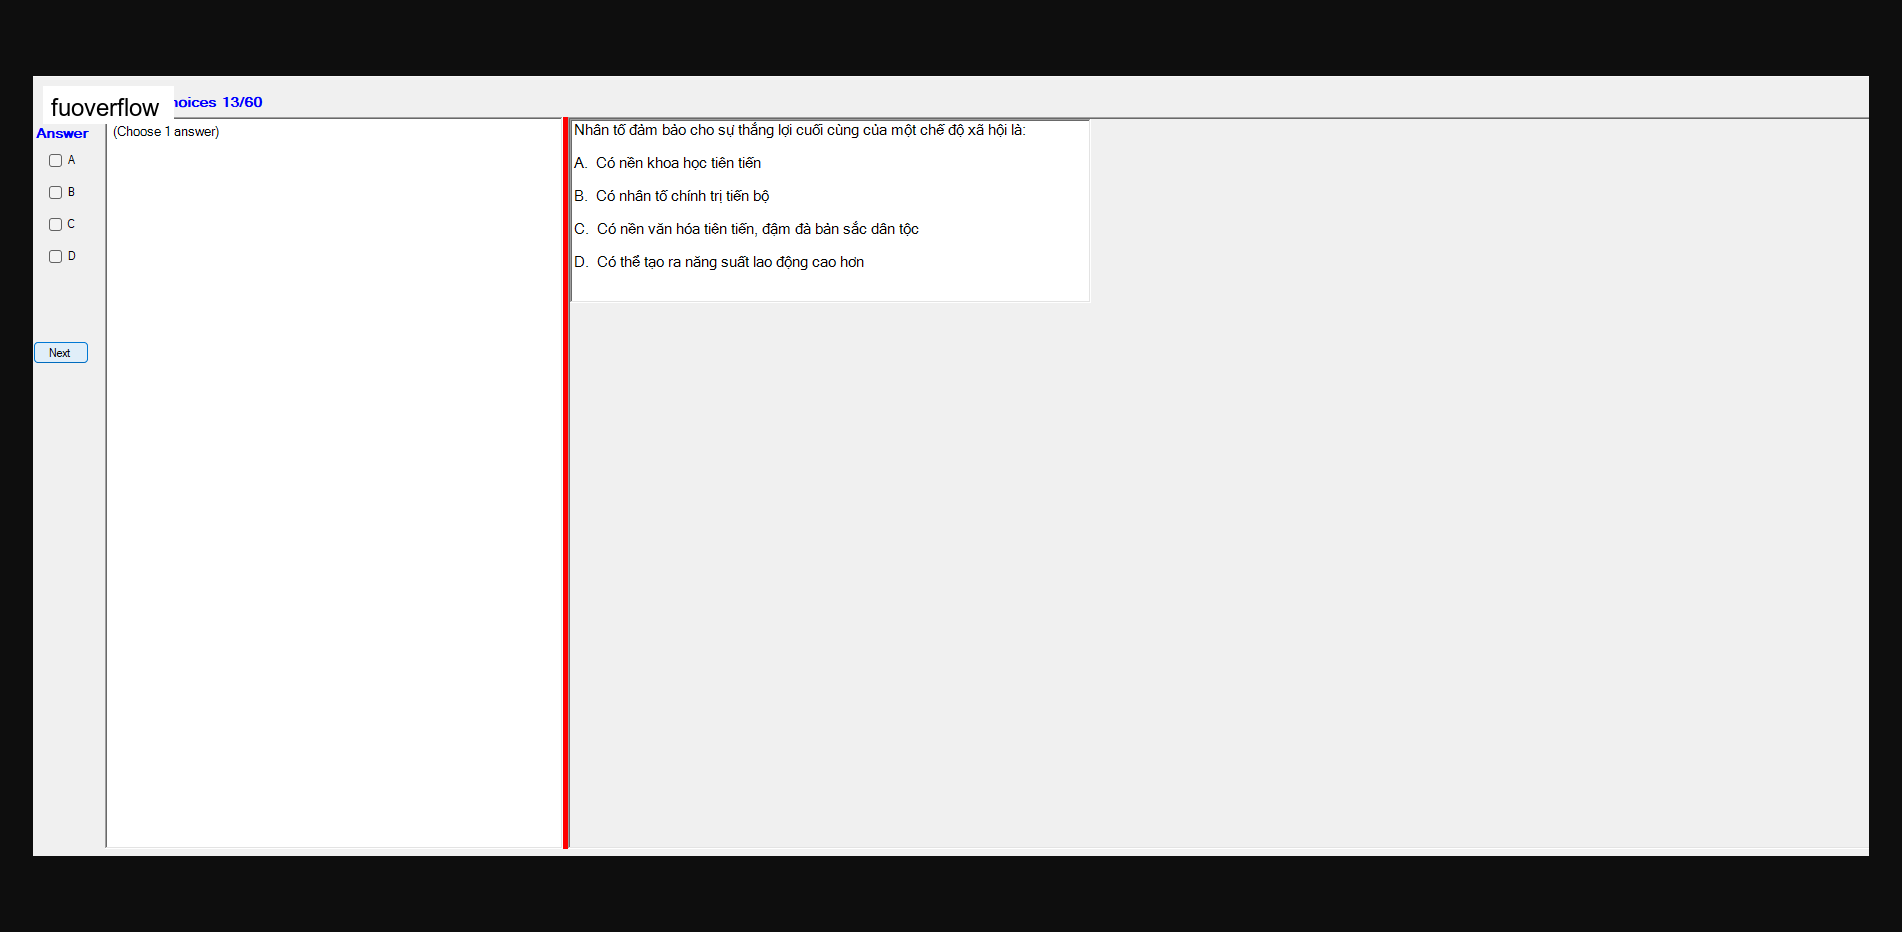 fuoverflow
hoices 13/60
Answer
(Choose 1 answer)
A
B
C
D
Next
Nhân tố đảm bảo cho sự thắng lợi cuối cùng của một chế độ xã hội là:
A. Có nền khoa học tiên tiến
B. Có nhân tố chính trị tiến bộ
C. Có nền văn hóa tiên tiến, đậm đà bản sắc dân tộc
D. Có thể tạo ra năng suất lao động cao hơn